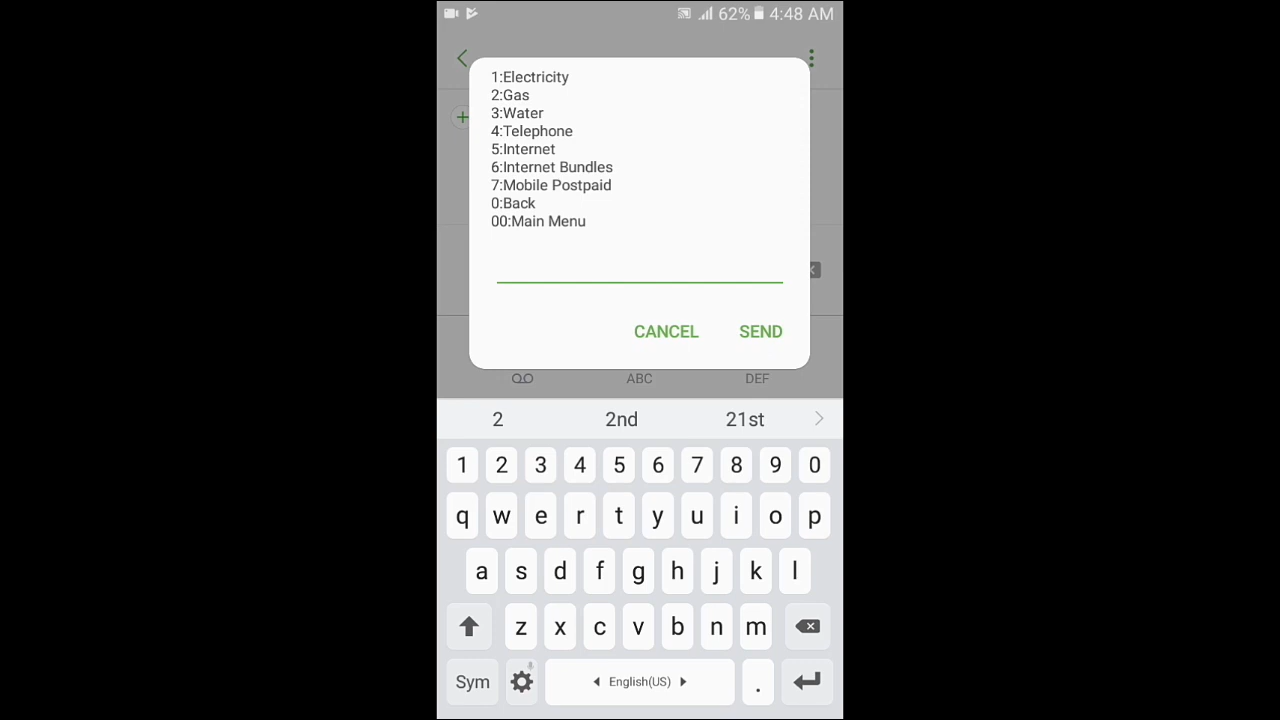 62% 4:48 AM
1:Electricity
2:Gas
3:Water
4:Telephone
5:Internet
6:Internet Bundles
7:Mobile Postpaid
0:Back
00:Main Menu
CANCEL SEND
ABC DEF
2 2nd 21st
1 2 3 4 5 6 7 8 9 0
q w e r t y u i o p
a s d f g h j k l
z x c v b n m
Sym English(US) .